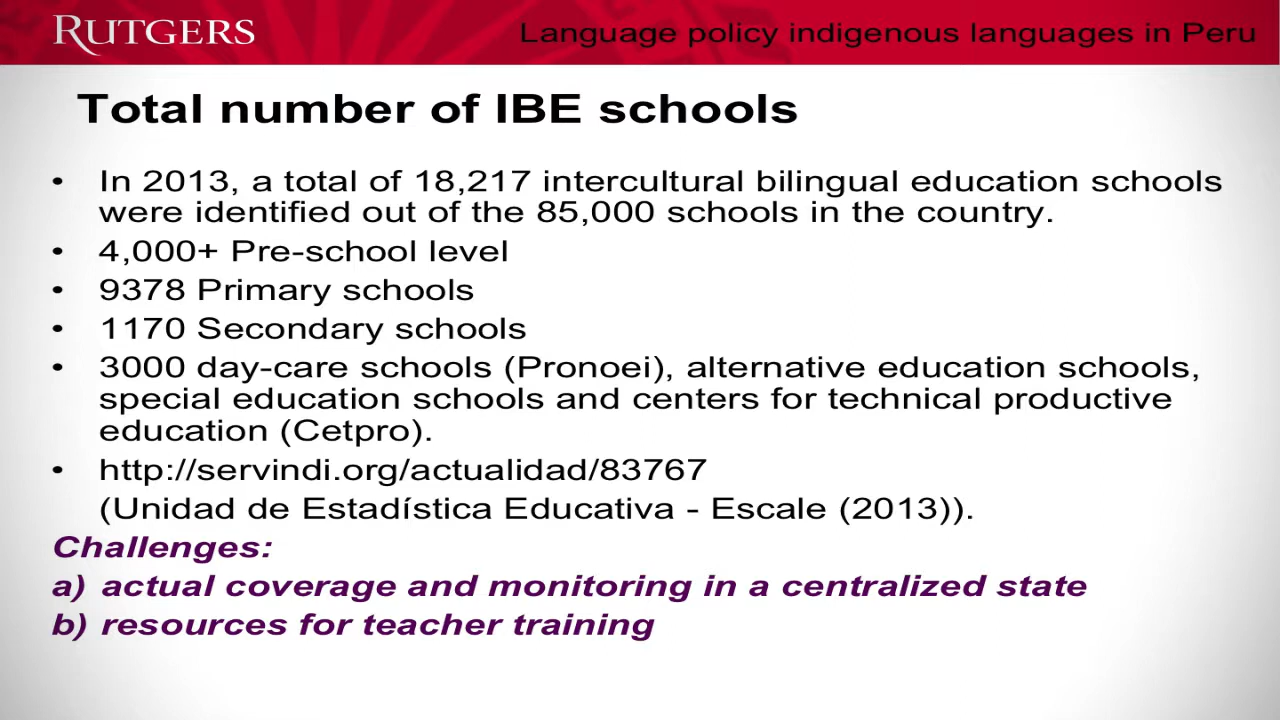 RUTGERS
Language policy indigenous languages in Peru
Total number of IBE schools
• In 2013, a total of 18,217 intercultural bilingual education schools
were identified out of the 85,000 schools in the country.
• 4,000+ Pre-school level
• 9378 Primary schools
• 1170 Secondary schools
• 3000 day-care schools (Pronoei), alternative education schools,
special education schools and centers for technical productive
education (Cetpro).
• http://servindi.org/actualidad/83767
(Unidad de Estadística Educativa - Escale (2013)).
Challenges:
a) actual coverage and monitoring in a centralized state
b) resources for teacher training